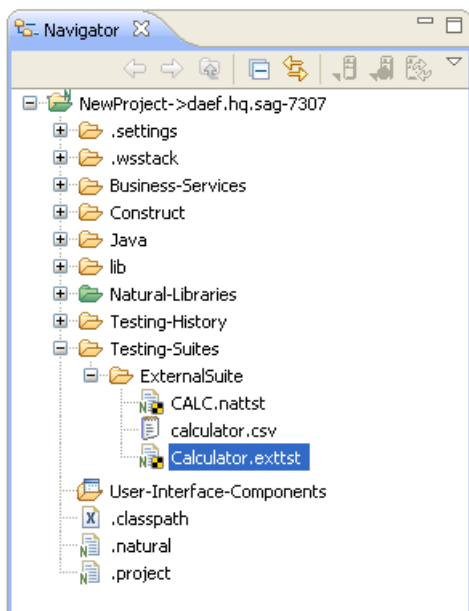 Navigator
NewProject->daef.hq.sag-7307
.settings
.wsstack
Business-Services
Construct
Java
lib
Natural-Libraries
Testing-History
Testing-Suites
ExternalSuite
CALC.nattst
calculator.csv
Calculator.exttst
User-Interface-Components
.classpath
.natural
.project